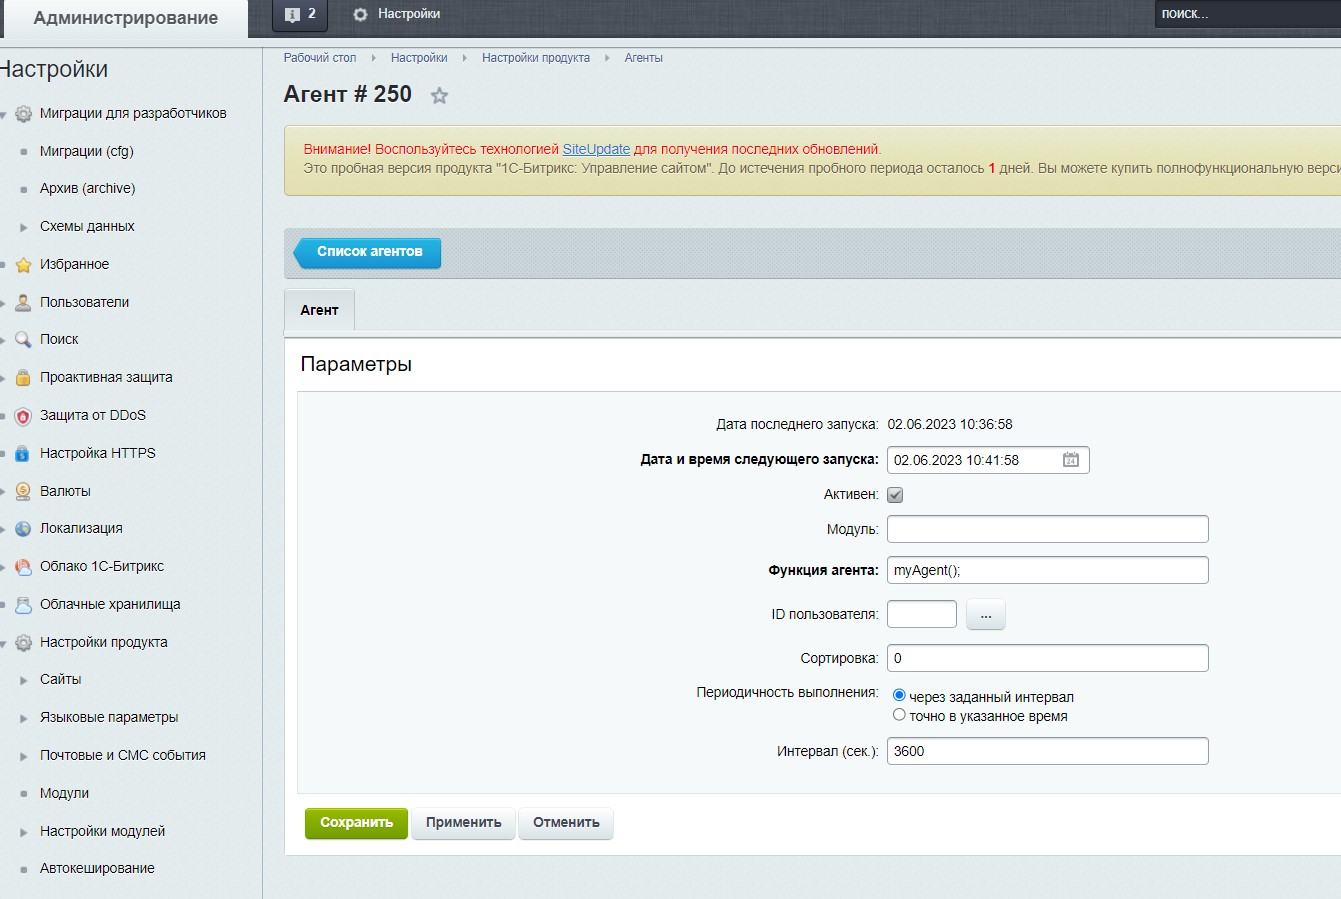 Администрирование
2
Настройки
поиск...
Настройки
Миграции для разработчиков
Миграции (cfg)
Архив (archive)
Схемы данных
Избранное
Пользователи
Поиск
Проактивная защита
Защита от DDoS
Настройка HTTPS
Валюты
Локализация
Облако 1С-Битрикс
Облачные хранилища
Настройки продукта
Сайты
Языковые параметры
Почтовые и СМС события
Модули
Настройки модулей
Автокеширование
Рабочий стол
Настройки
Настройки продукта
Агенты
Агент # 250
Внимание! Воспользуйтесь технологией SiteUpdate для получения последних обновлений.
Это пробная версия продукта "1С-Битрикс: Управление сайтом". До истечения пробного периода осталось 1 дней. Вы можете купить полнофункциональную верси
Список агентов
Агент
Параметры
Дата последнего запуска: 02.06.2023 10:36:58
Дата и время следующего запуска: 02.06.2023 10:41:58
Активен:
Модуль:
Функция агента: myAgent();
ID пользователя: ...
Сортировка: 0
Периодичность выполнения: через заданный интервал
точно в указанное время
Интервал (сек.): 3600
Сохранить
Применить
Отменить